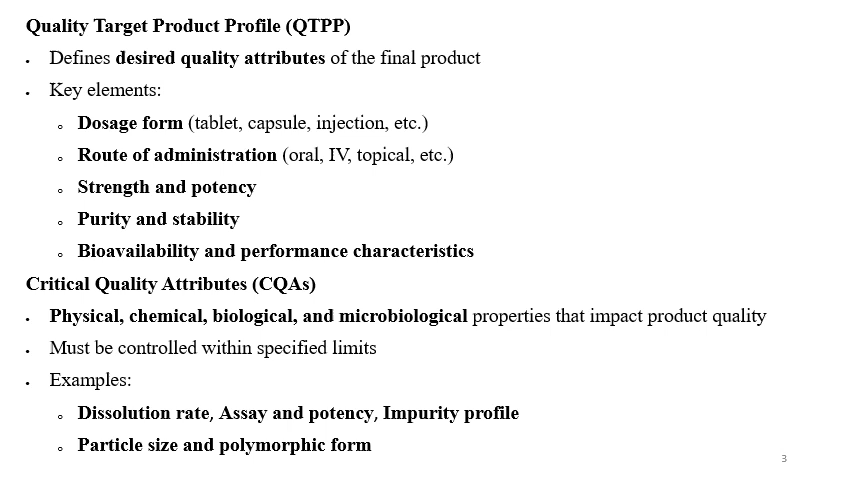 Quality Target Product Profile (QTPP)
• Defines desired quality attributes of the final product
• Key elements:
o Dosage form (tablet, capsule, injection, etc.)
o Route of administration (oral, IV, topical, etc.)
o Strength and potency
o Purity and stability
o Bioavailability and performance characteristics
Critical Quality Attributes (CQAs)
• Physical, chemical, biological, and microbiological properties that impact product quality
• Must be controlled within specified limits
• Examples:
o Dissolution rate, Assay and potency, Impurity profile
o Particle size and polymorphic form
3